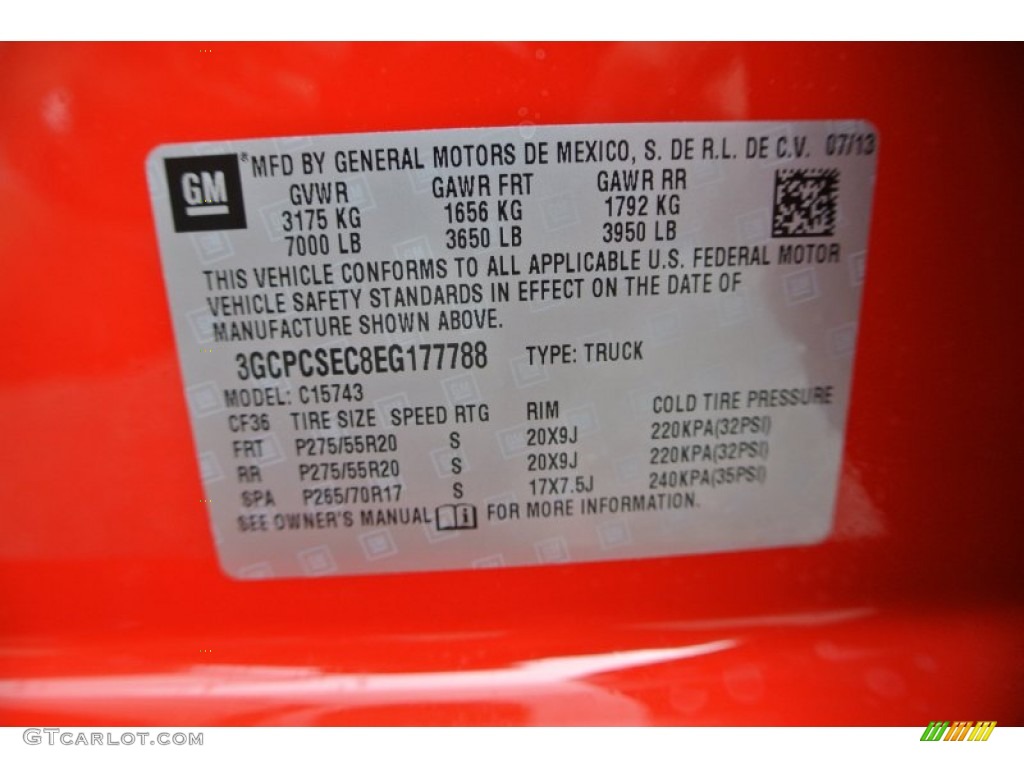 GM *MFD BY GENERAL MOTORS DE MEXICO, S. DE R.L. DE C.V. 07/13
GVWR GAWR FRT GAWR RR
3175 KG 1656 KG 1792 KG
7000 LB 3650 LB 3950 LB
THIS VEHICLE CONFORMS TO ALL APPLICABLE U.S. FEDERAL MOTOR
VEHICLE SAFETY STANDARDS IN EFFECT ON THE DATE OF
MANUFACTURE SHOWN ABOVE.
3GCPCSEC8EG177788 TYPE: TRUCK
MODEL: C15743
CF36 TIRE SIZE SPEED RTG RIM COLD TIRE PRESSURE
FRT P275/55R20 S 20X9J 220KPA(32PSI)
RR P275/55R20 S 20X9J 220KPA(32PSI)
SPA P265/70R17 S 17X7.5J 240KPA(35PSI)
SEE OWNER'S MANUAL FOR MORE INFORMATION.
GTCarLot.com